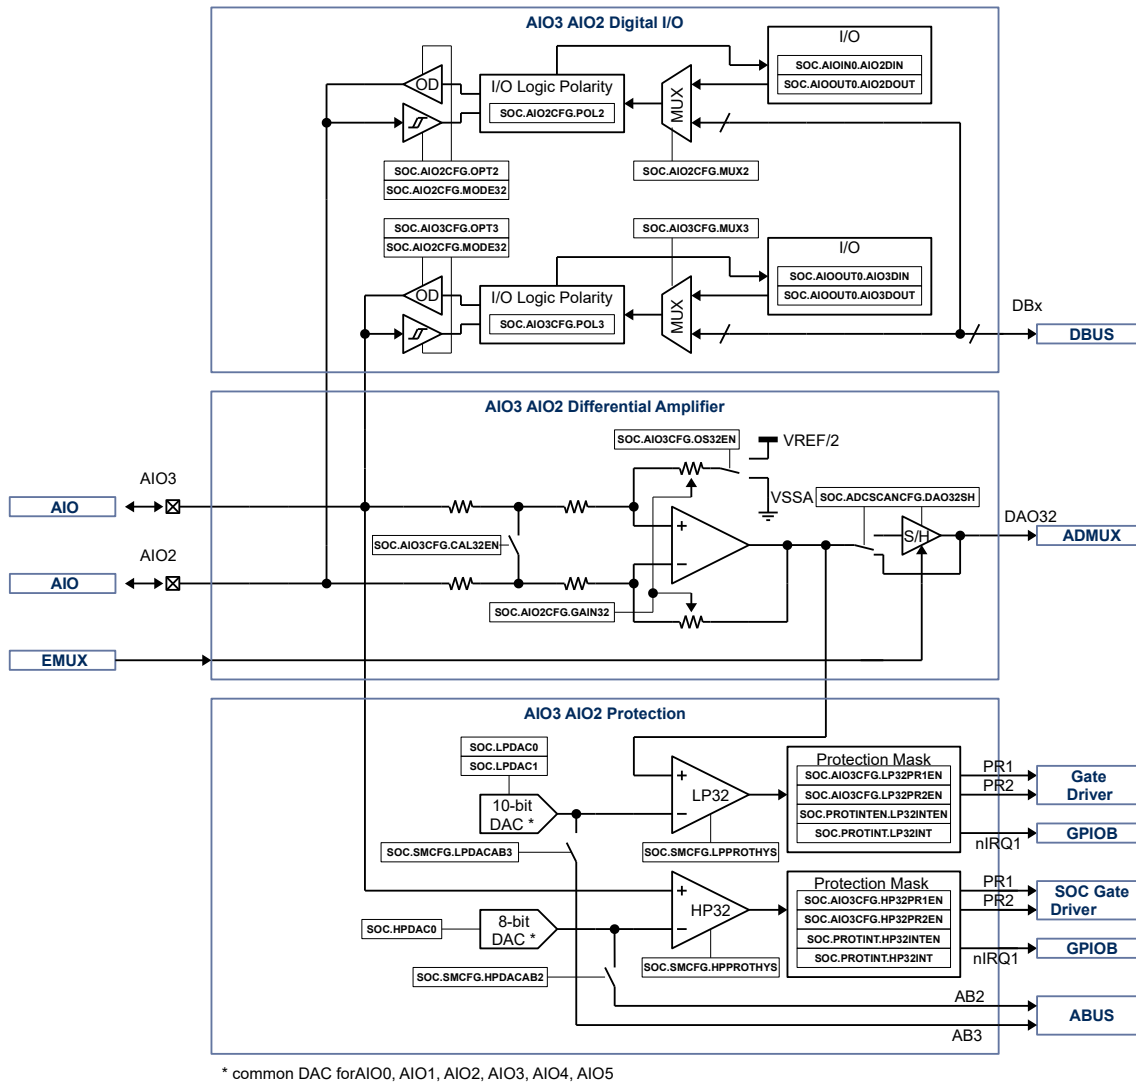 AIO3 AIO2 Digital I/O
I/O
SOC.AIOIN0.AIO2DIN
SOC.AIOOUT0.AIO2DOUT
OD
I/O Logic Polarity
SOC.AIO2CFG.POL2
MUX
SOC.AIO2CFG.OPT2
SOC.AIO2CFG.MODE32
SOC.AIO2CFG.MUX2
SOC.AIO3CFG.OPT3
SOC.AIO2CFG.MODE32
SOC.AIO3CFG.MUX3
I/O
SOC.AIOOUT0.AIO3DIN
SOC.AIOOUT0.AIO3DOUT
OD
I/O Logic Polarity
SOC.AIO3CFG.POL3
MUX
DBx
DBUS
AIO3 AIO2 Differential Amplifier
SOC.AIO3CFG.OS32EN
VREF/2
VSSA
SOC.ADCSCANCFG.DAO32SH
AIO3
AIO
SOC.AIO3CFG.CAL32EN
+
−
S/H
DAO32
ADMUX
AIO2
AIO
SOC.AIO2CFG.GAIN32
EMUX
AIO3 AIO2 Protection
SOC.LPDAC0
SOC.LPDAC1
10-bit
DAC *
+
LP32
−
Protection Mask
SOC.AIO3CFG.LP32PR1EN
SOC.AIO3CFG.LP32PR2EN
SOC.PROTINTEN.LP32INTEN
SOC.PROTINT.LP32INT
PR1
PR2
Gate
Driver
nIRQ1
GPIOB
SOC.SMCFG.LPDACAB3
SOC.SMCFG.LPPROTHYS
SOC.HPDAC0
8-bit
DAC *
+
HP32
−
Protection Mask
SOC.AIO3CFG.HP32PR1EN
SOC.AIO3CFG.HP32PR2EN
SOC.PROTINT.HP32INTEN
SOC.PROTINT.HP32INT
PR1
PR2
SOC Gate
Driver
nIRQ1
GPIOB
SOC.SMCFG.HPDACAB2
SOC.SMCFG.HPPROTHYS
AB2
AB3
ABUS
* common DAC forAIO0, AIO1, AIO2, AIO3, AIO4, AIO5